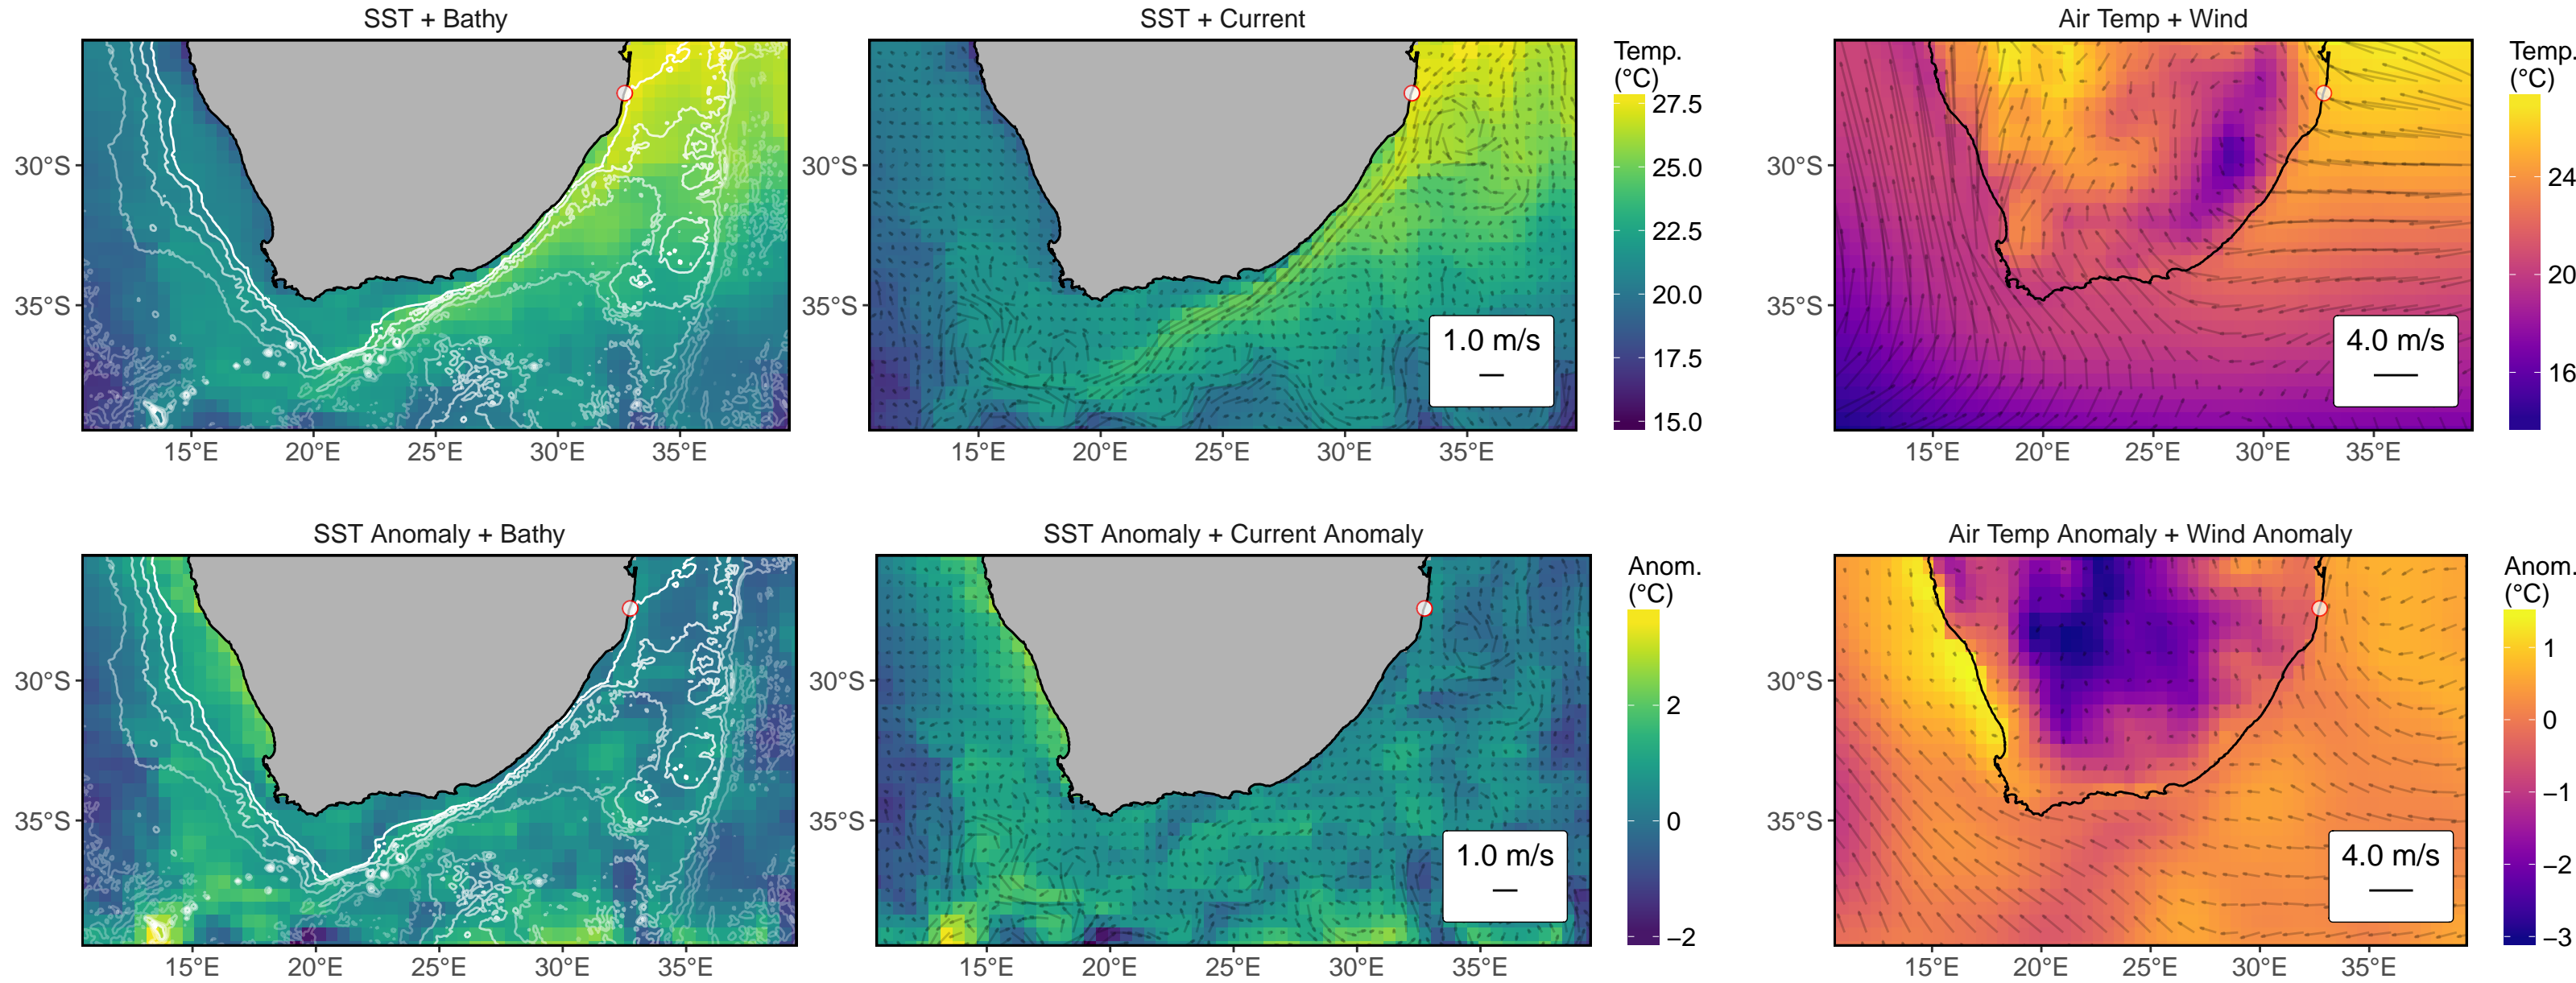 SST + Bathy
SST + Current
Air Temp + Wind
30°S
35°S
15°E 20°E 25°E 30°E 35°E
30°S
35°S
15°E 20°E 25°E 30°E 35°E
1.0 m/s
Temp.
(°C)
27.5
25.0
22.5
20.0
17.5
15.0
30°S
35°S
15°E 20°E 25°E 30°E 35°E
4.0 m/s
Temp.
(°C)
24
20
16
SST Anomaly + Bathy
SST Anomaly + Current Anomaly
Air Temp Anomaly + Wind Anomaly
30°S
35°S
15°E 20°E 25°E 30°E 35°E
30°S
35°S
15°E 20°E 25°E 30°E 35°E
1.0 m/s
Anom.
(°C)
2
0
−2
30°S
35°S
15°E 20°E 25°E 30°E 35°E
4.0 m/s
Anom.
(°C)
1
0
−1
−2
−3